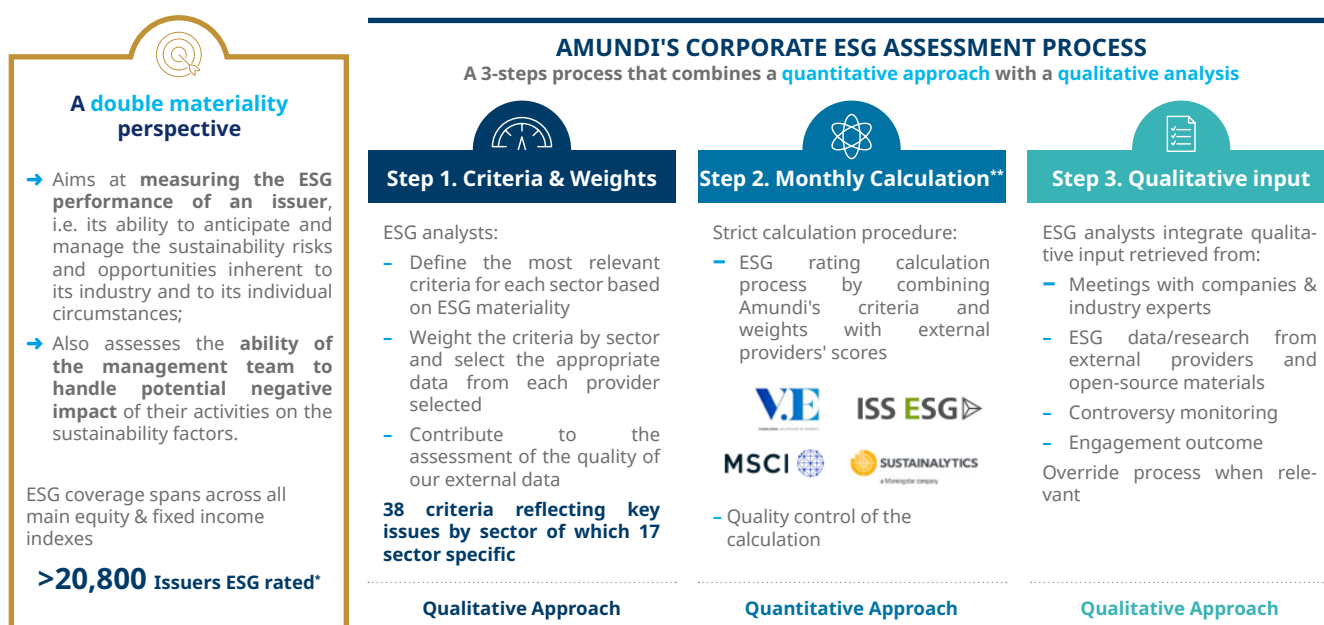 A double materiality
perspective
➜ Aims at measuring the ESG
performance of an issuer,
i.e. its ability to anticipate and
manage the sustainability risks
and opportunities inherent to
its industry and to its individual
circumstances;
➜ Also assesses the ability of
the management team to
handle potential negative
impact of their activities on the
sustainability factors.
ESG coverage spans across all
main equity & fixed income
indexes
>20,800 Issuers ESG rated*
AMUNDI'S CORPORATE ESG ASSESSMENT PROCESS
A 3-steps process that combines a quantitative approach with a qualitative analysis
Step 1. Criteria & Weights
ESG analysts:
– Define the most relevant
criteria for each sector based
on ESG materiality
– Weight the criteria by sector
and select the appropriate
data from each provider
selected
– Contribute to the
assessment of the quality of
our external data
38 criteria reflecting key
issues by sector of which 17
sector specific
Qualitative Approach
Step 2. Monthly Calculation**
Strict calculation procedure:
– ESG rating calculation
process by combining
Amundi's criteria and
weights with external
providers' scores
V.E
ISS ESG
MSCI
SUSTAINALYTICS
a Morningstar company
– Quality control of the
calculation
Quantitative Approach
Step 3. Qualitative input
ESG analysts integrate qualita-
tive input retrieved from:
– Meetings with companies &
industry experts
– ESG data/research from
external providers and
open-source materials
– Controversy monitoring
– Engagement outcome
Override process when rele-
vant
Qualitative Approach